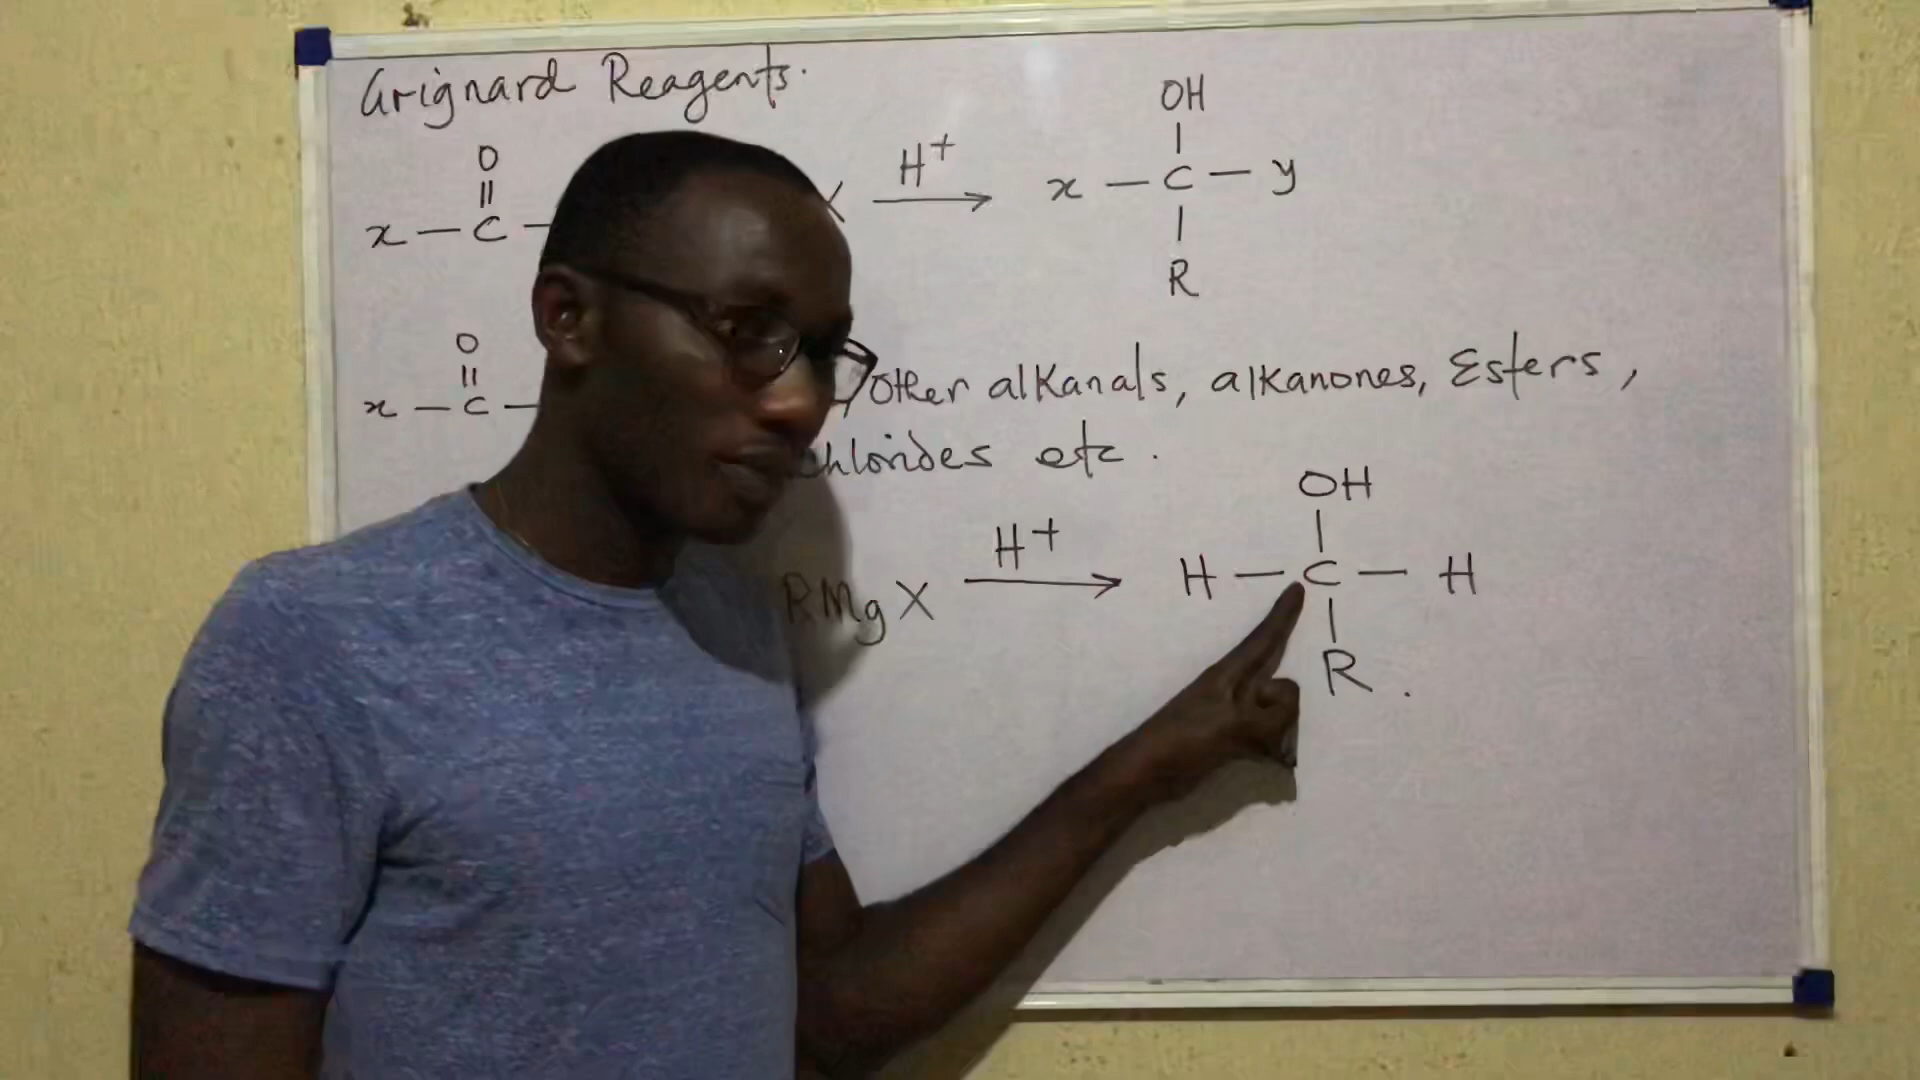 Grignard Reagents.
O
||
x — C —
X H+ →
OH
|
x — C — y
|
R
O
||
x — C —
Other alkanals, alkanones, Esters,
chlorides etc.
RMgX H+ →
OH
|
H — C — H
|
R.